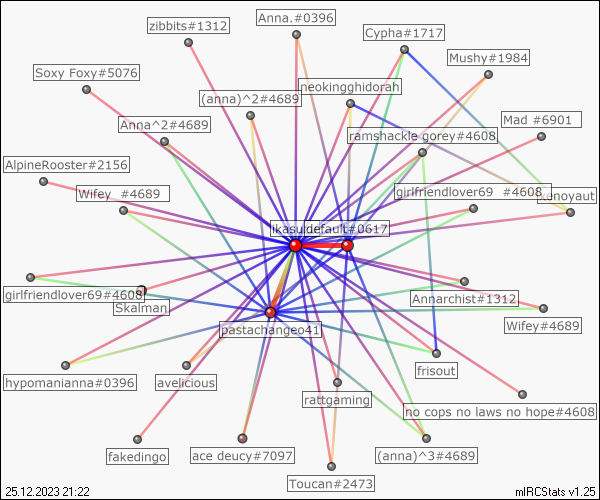 zibbits#1312
Anna.#0396
Cypha#1717
Mushy#1984
Soxy Foxy#5076
(anna)^2#4689
neokingghidorah
Mad #6901
Anna^2#4689
ramshackle gorey#4608
AlpineRooster#2156
Wifey_ #4689
girlfriendlover69 #4608
xenoyaut
default#0617
girlfriendlover69#4608
Skalman
pastachangeo41
Annarchist#1312
Wifey#4689
hypomanianna#0396
avelicious
rattgaming
frisout
no cops no laws no hope#4608
fakedingo
ace deucy#7097
Toucan#2473
(anna)^3#4689
25.12.2023 21:22
mIRCStats v1.25